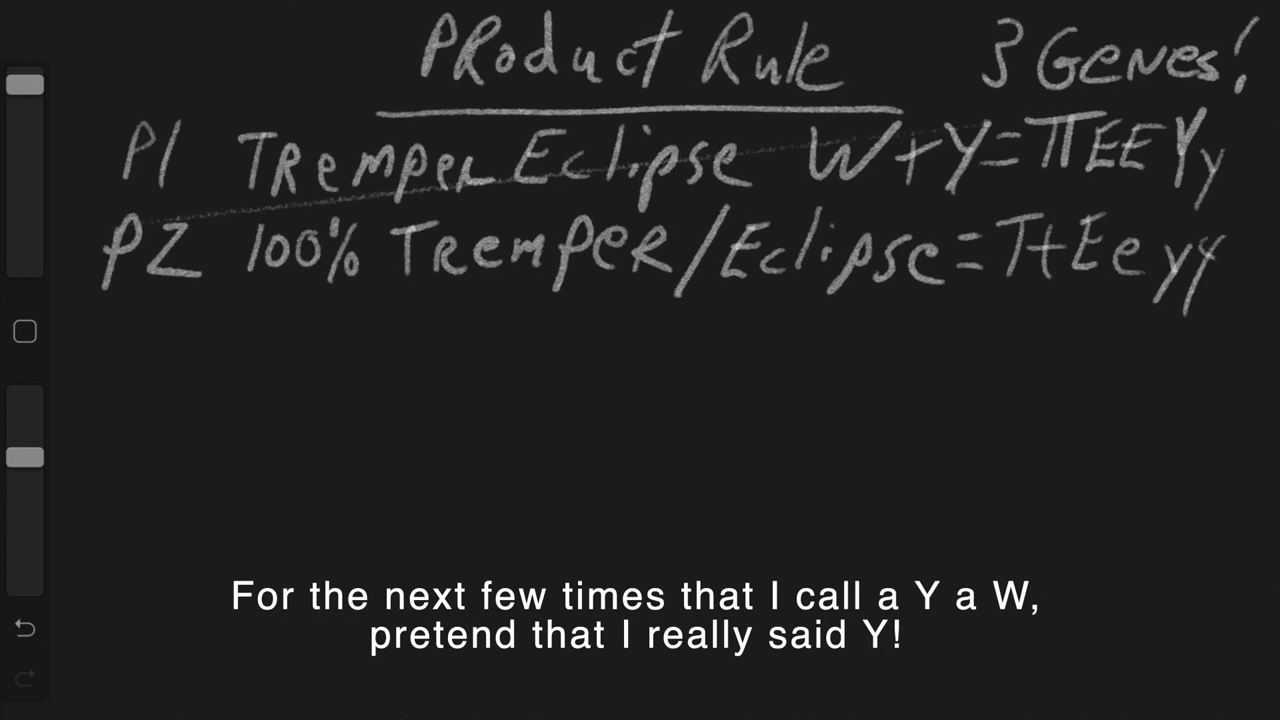 Product Rule 3 Genes!
P1 Tremper Eclipse W+Y=TTEEYy
P2 100% Tremper/Eclipse=TtEeyy
For the next few times that I call a Y a W,
pretend that I really said Y!